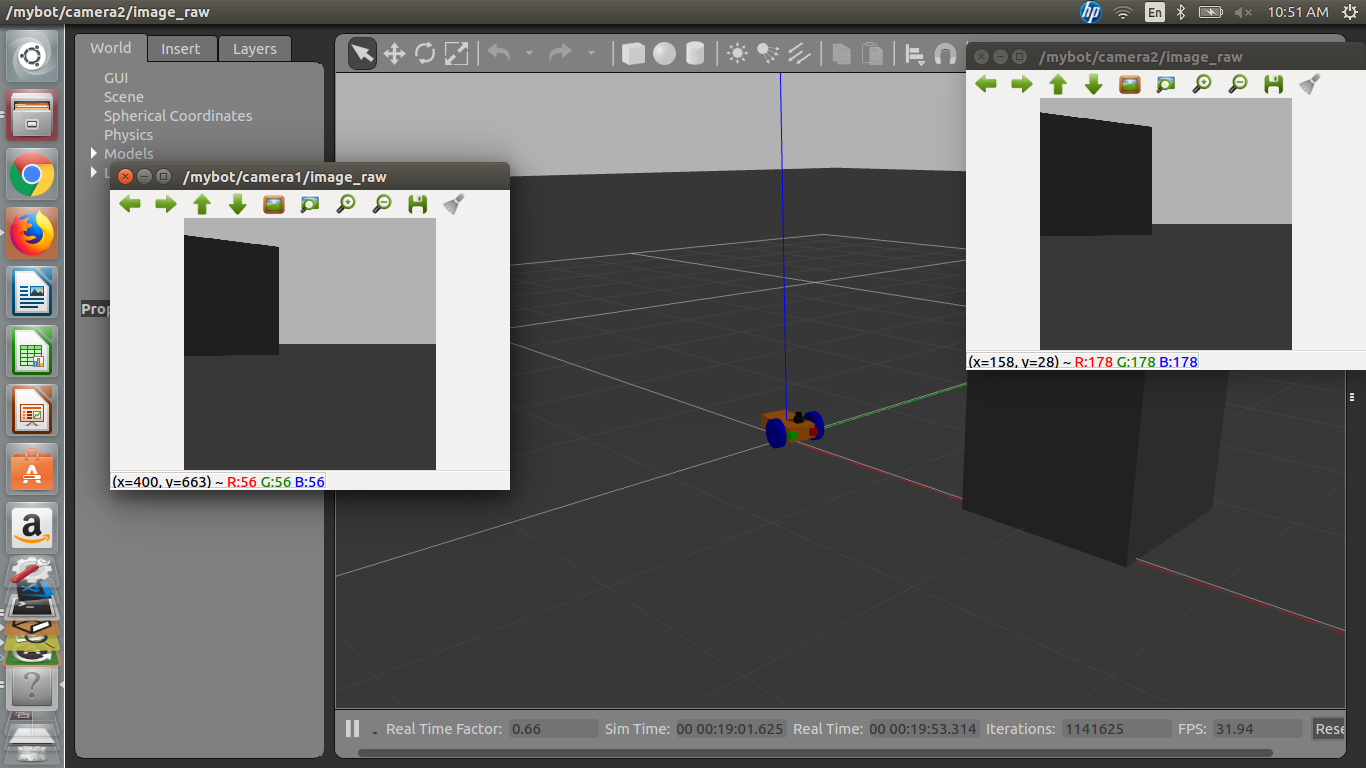 /mybot/camera2/image_raw
En
10:51 AM
World
Insert
Layers
GUI
Scene
Spherical Coordinates
Physics
Models
L
Prop
/mybot/camera1/image_raw
(x=400, y=663) ~ R:56 G:56 B:56
/mybot/camera2/image_raw
(x=158, y=28) ~ R:178 G:178 B:178
Real Time Factor: 0.66
Sim Time: 00 00:19:01.625
Real Time: 00 00:19:53.314
Iterations: 1141625
FPS: 31.94
Rese
hp